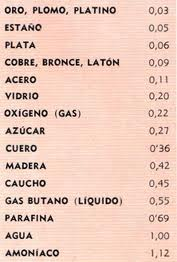 ORO, PLOMO, PLATINO 0,03
ESTAÑO 0,05
PLATA 0,06
COBRE, BRONCE, LATÓN 0,09
ACERO 0,11
VIDRIO 0,20
OXÍGENO (GAS) 0,22
AZÚCAR 0,27
CUERO 0'36
MADERA 0,42
CAUCHO 0,45
GAS BUTANO (LÍQUIDO) 0,55
PARAFINA 0'69
AGUA 1,00
AMONÍACO 1,12